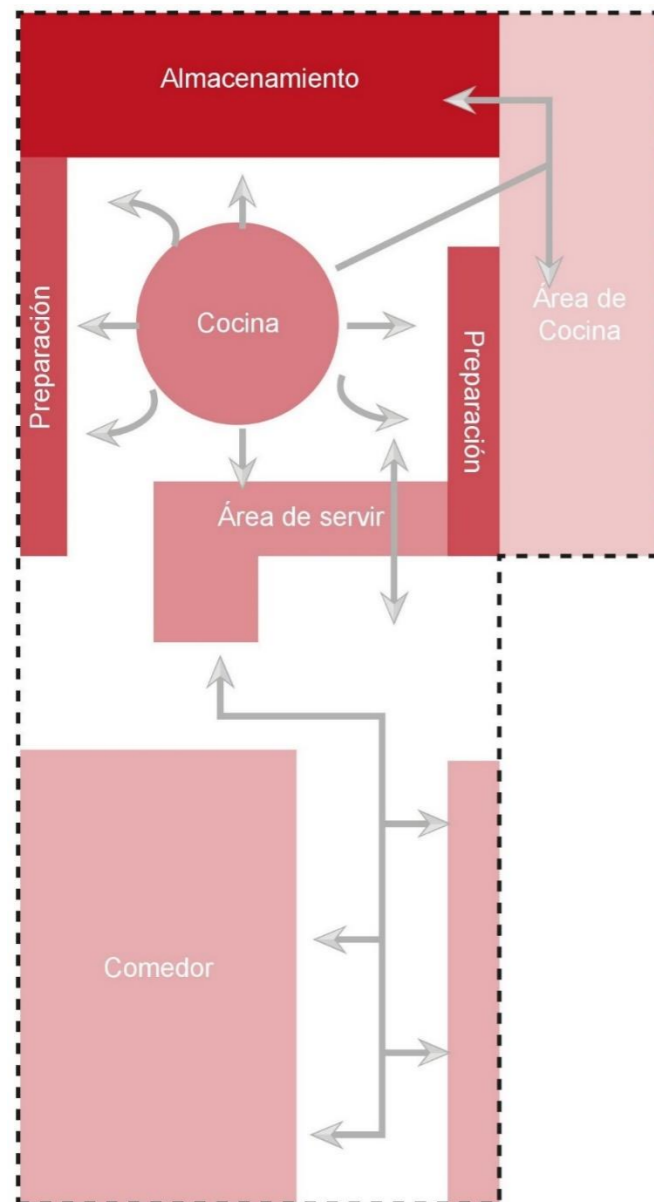 Almacenamiento
Preparación
Cocina
Preparación
Área de
Cocina
Área de servir
Comedor